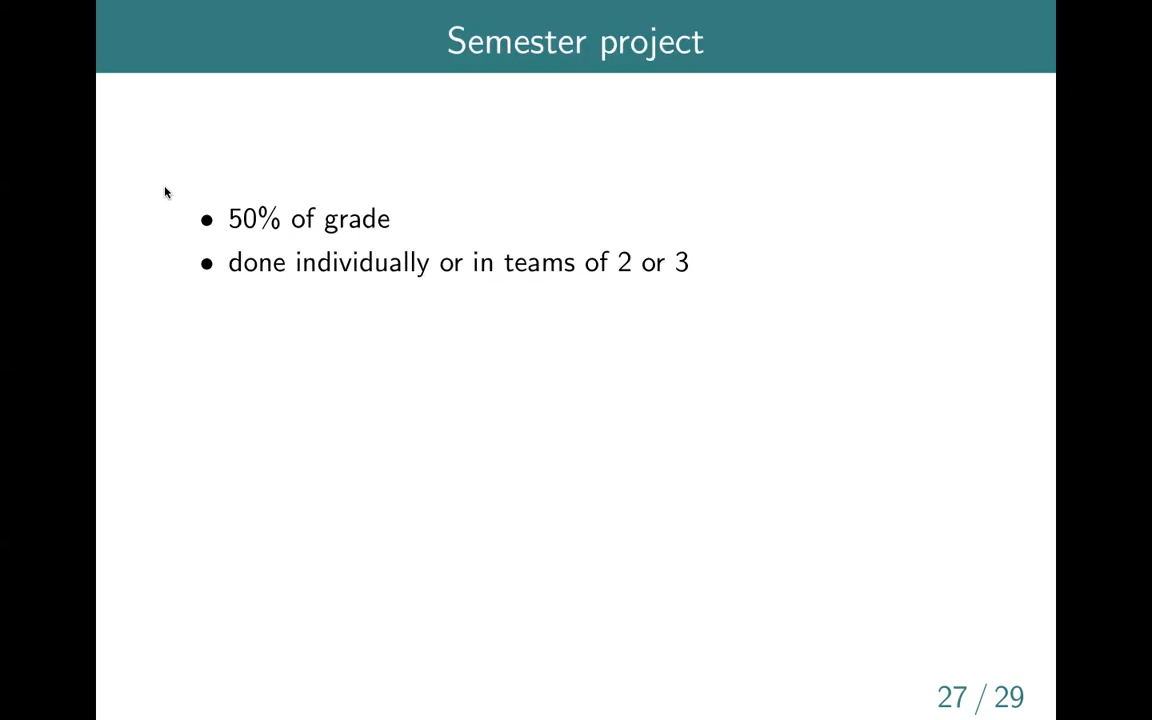 Semester project
• 50% of grade
• done individually or in teams of 2 or 3
27 / 29